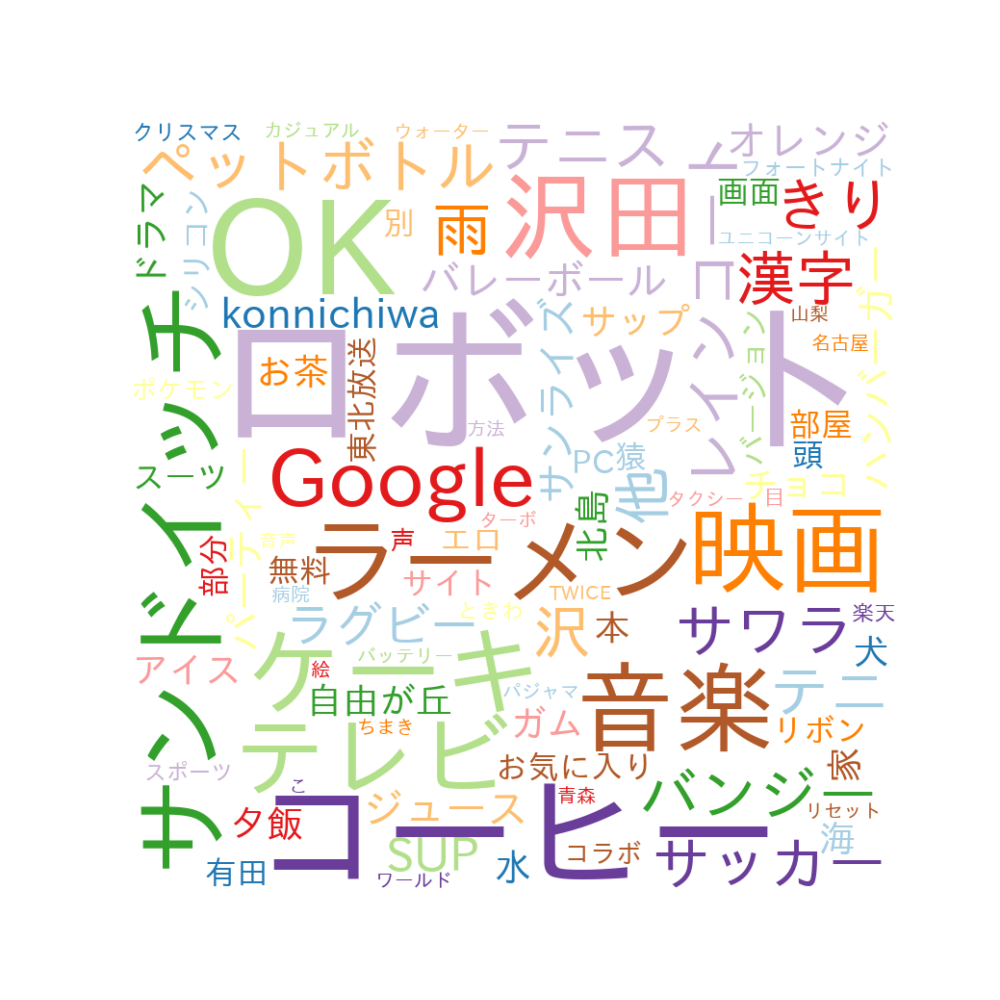 クリスマス
カジュアル
ウォーター
テニス
オレンジ
ペットボトル
フォートナイト
ドラマ
シリコン
OK
別
雨
沢田
レインコート
画面
きり
ユニコーンサイト
バレーボール
漢字
ハンバーガー
サンドイッチ
konnichiwa
サンライズ
サップ
バージョン
山梨
名古屋
ロボット
お茶
東北放送
ポケモン
方法
プラス
部屋
頭
スーツ
Google
PC
猿
他
チョコ
タクシー
目
パーティー
音声
声
エロ
ターボ
北島
映画
部分
無料
ラーメン
サイト
病院
TWICE
ラグビー
ときわ
沢
本
サワラ
楽天
犬
アイス
絵
バッテリー
ケーキ
自由が丘
パジャマ
音楽
テニ
ちまき
ガム
リボン
テレビ
スポーツ
お気に入り
家
こ
青森
バンジー
リセット
夕飯
コーヒー
ジュース
SUP
コラボ
サッカー
海
有田
ワールド
水